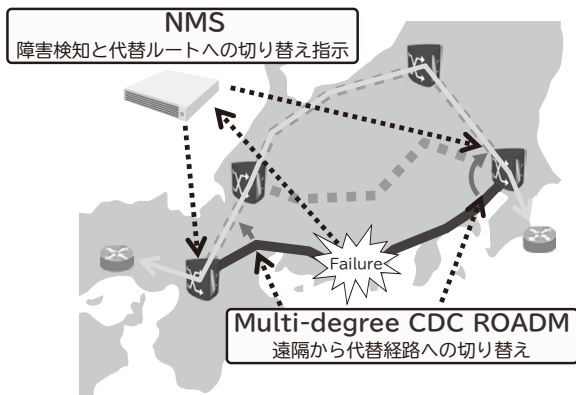 NMS
障害検知と代替ルートへの切り替え指示
Failure
Multi-degree CDC ROADM
遠隔から代替経路への切り替え